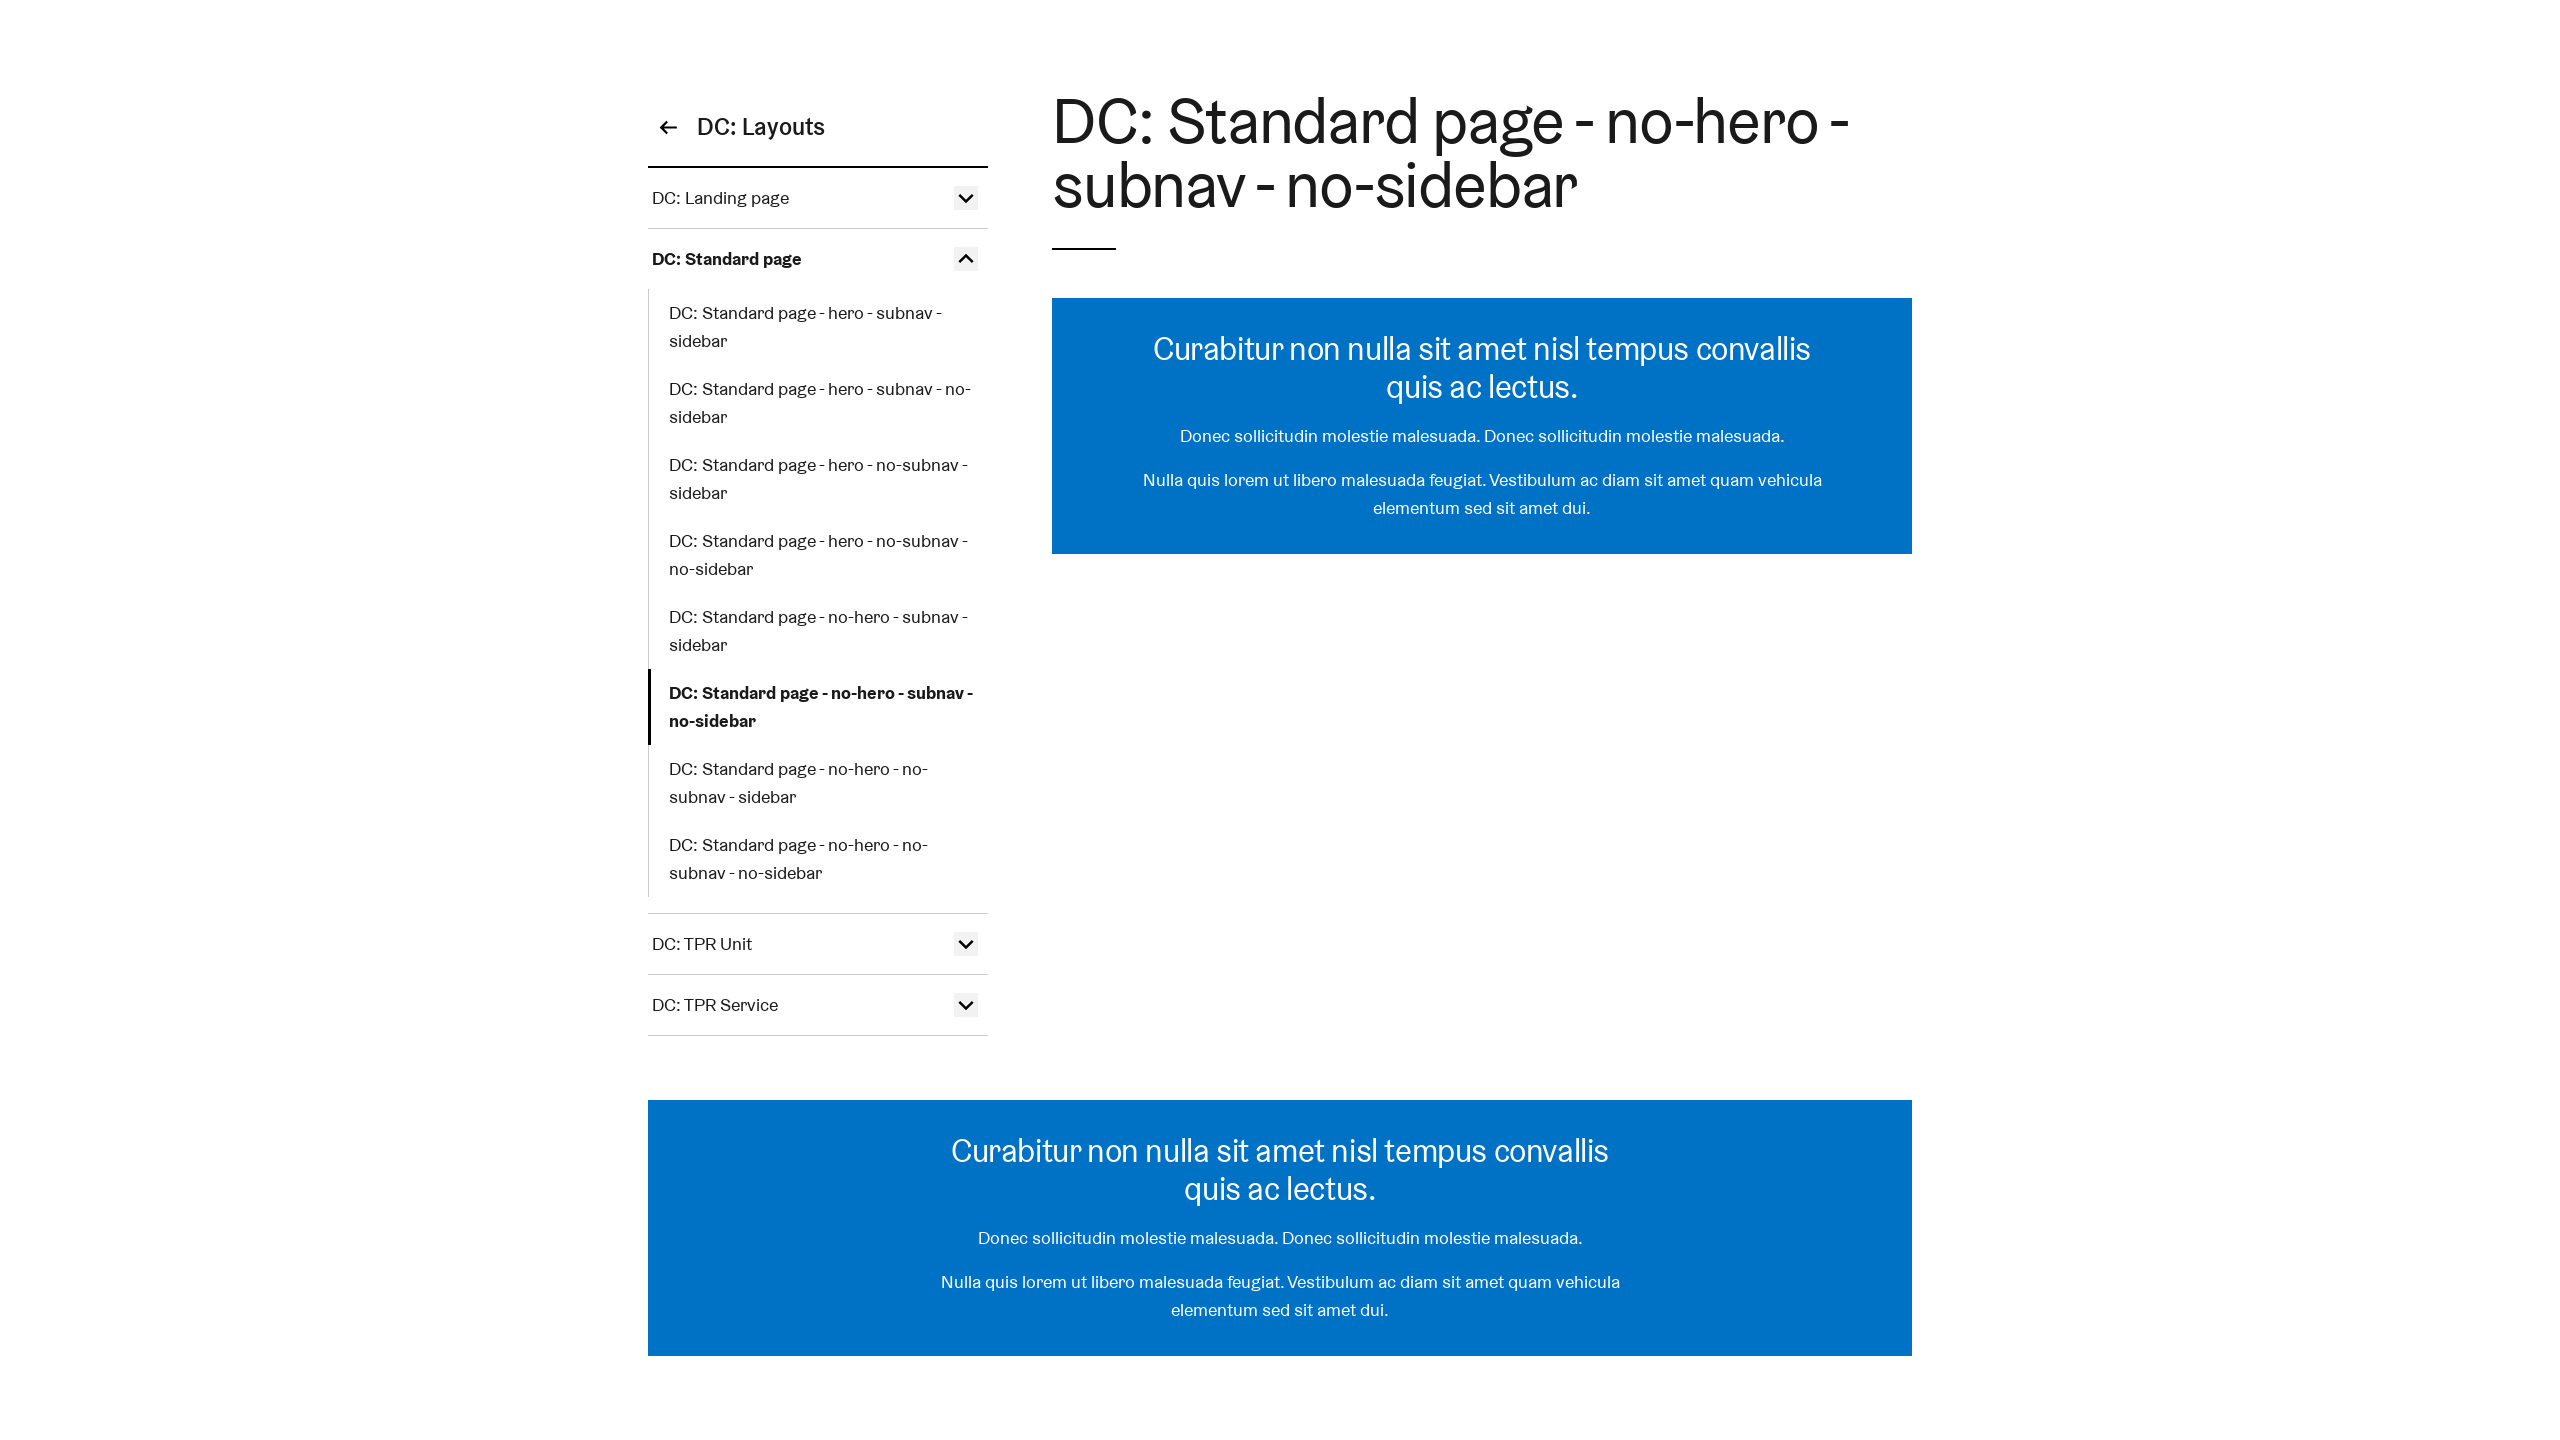 DC: Layouts
DC: Landing page
DC: Standard page
DC: Standard page - hero - subnav -
sidebar
DC: Standard page - hero - subnav - no-
sidebar
DC: Standard page - hero - no-subnav -
sidebar
DC: Standard page - hero - no-subnav -
no-sidebar
DC: Standard page - no-hero - subnav -
sidebar
DC: Standard page - no-hero - subnav -
no-sidebar
DC: Standard page - no-hero - no-
subnav - sidebar
DC: Standard page - no-hero - no-
subnav - no-sidebar
DC: TPR Unit
DC: TPR Service
DC: Standard page - no-hero -
subnav - no-sidebar
Curabitur non nulla sit amet nisl tempus convallis
quis ac lectus.
Donec sollicitudin molestie malesuada. Donec sollicitudin molestie malesuada.
Nulla quis lorem ut libero malesuada feugiat. Vestibulum ac diam sit amet quam vehicula
elementum sed sit amet dui.
Curabitur non nulla sit amet nisl tempus convallis
quis ac lectus.
Donec sollicitudin molestie malesuada. Donec sollicitudin molestie malesuada.
Nulla quis lorem ut libero malesuada feugiat. Vestibulum ac diam sit amet quam vehicula
elementum sed sit amet dui.